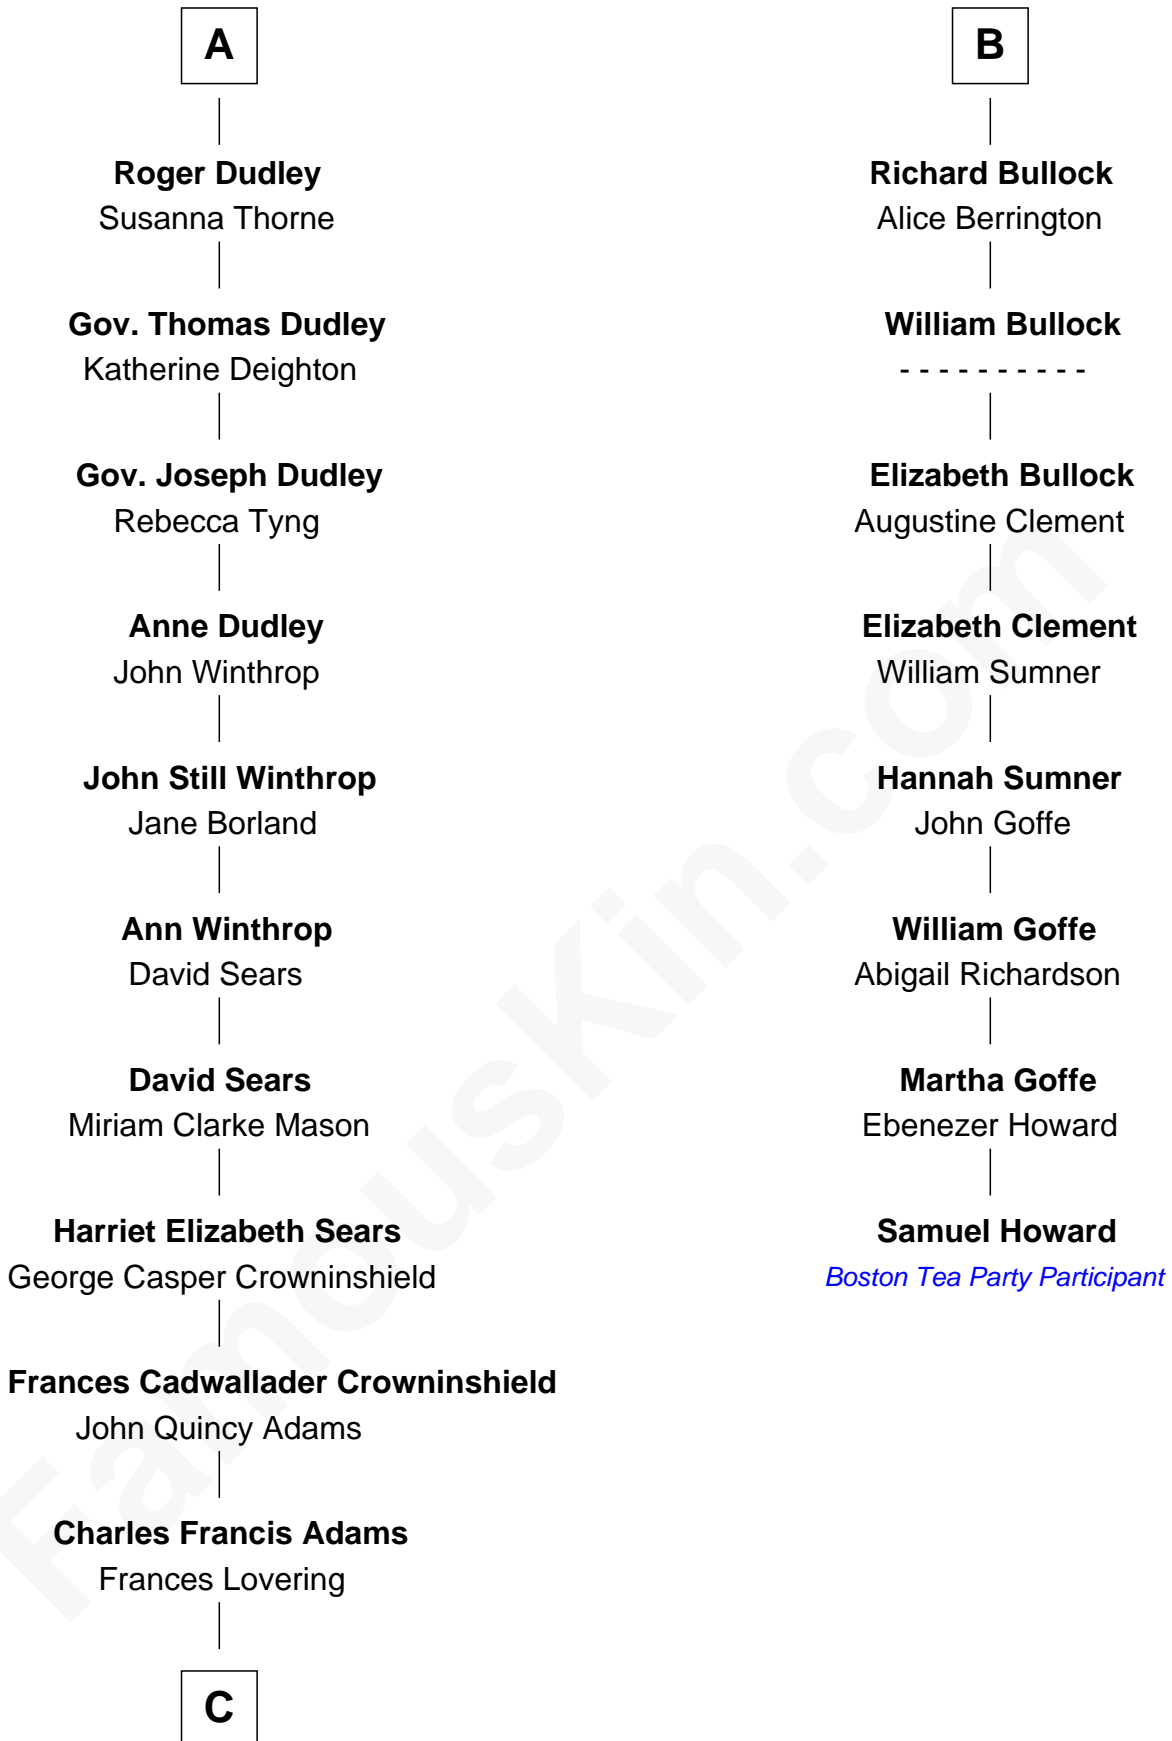 A
Roger Dudley
Susanna Thorne
Gov. Thomas Dudley
Katherine Deighton
Gov. Joseph Dudley
Rebecca Tyng
Anne Dudley
John Winthrop
John Still Winthrop
Jane Borland
Ann Winthrop
David Sears
David Sears
Miriam Clarke Mason
Harriet Elizabeth Sears
George Casper Crowninshield
Frances Cadwallader Crowninshield
John Quincy Adams
Charles Francis Adams
Frances Lovering
C
B
Richard Bullock
Alice Berrington
William Bullock
- - - - - - - - - -
Elizabeth Bullock
Augustine Clement
Elizabeth Clement
William Sumner
Hannah Sumner
John Goffe
William Goffe
Abigail Richardson
Martha Goffe
Ebenezer Howard
Samuel Howard
Boston Tea Party Participant
FamousKin.com